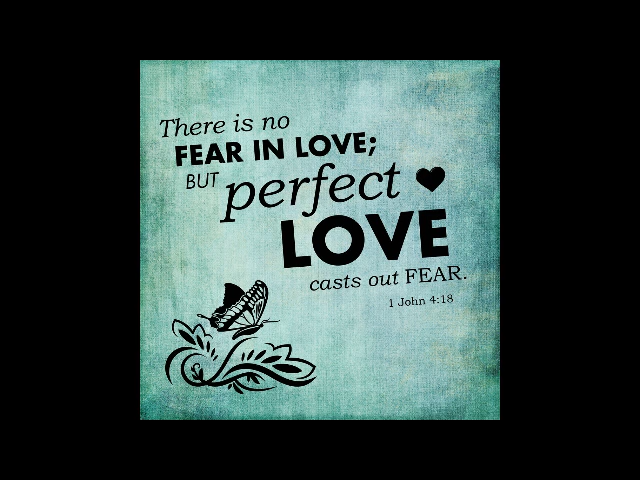 There is no
FEAR IN LOVE;
BUT perfect
LOVE
casts out FEAR.
1 John 4:18